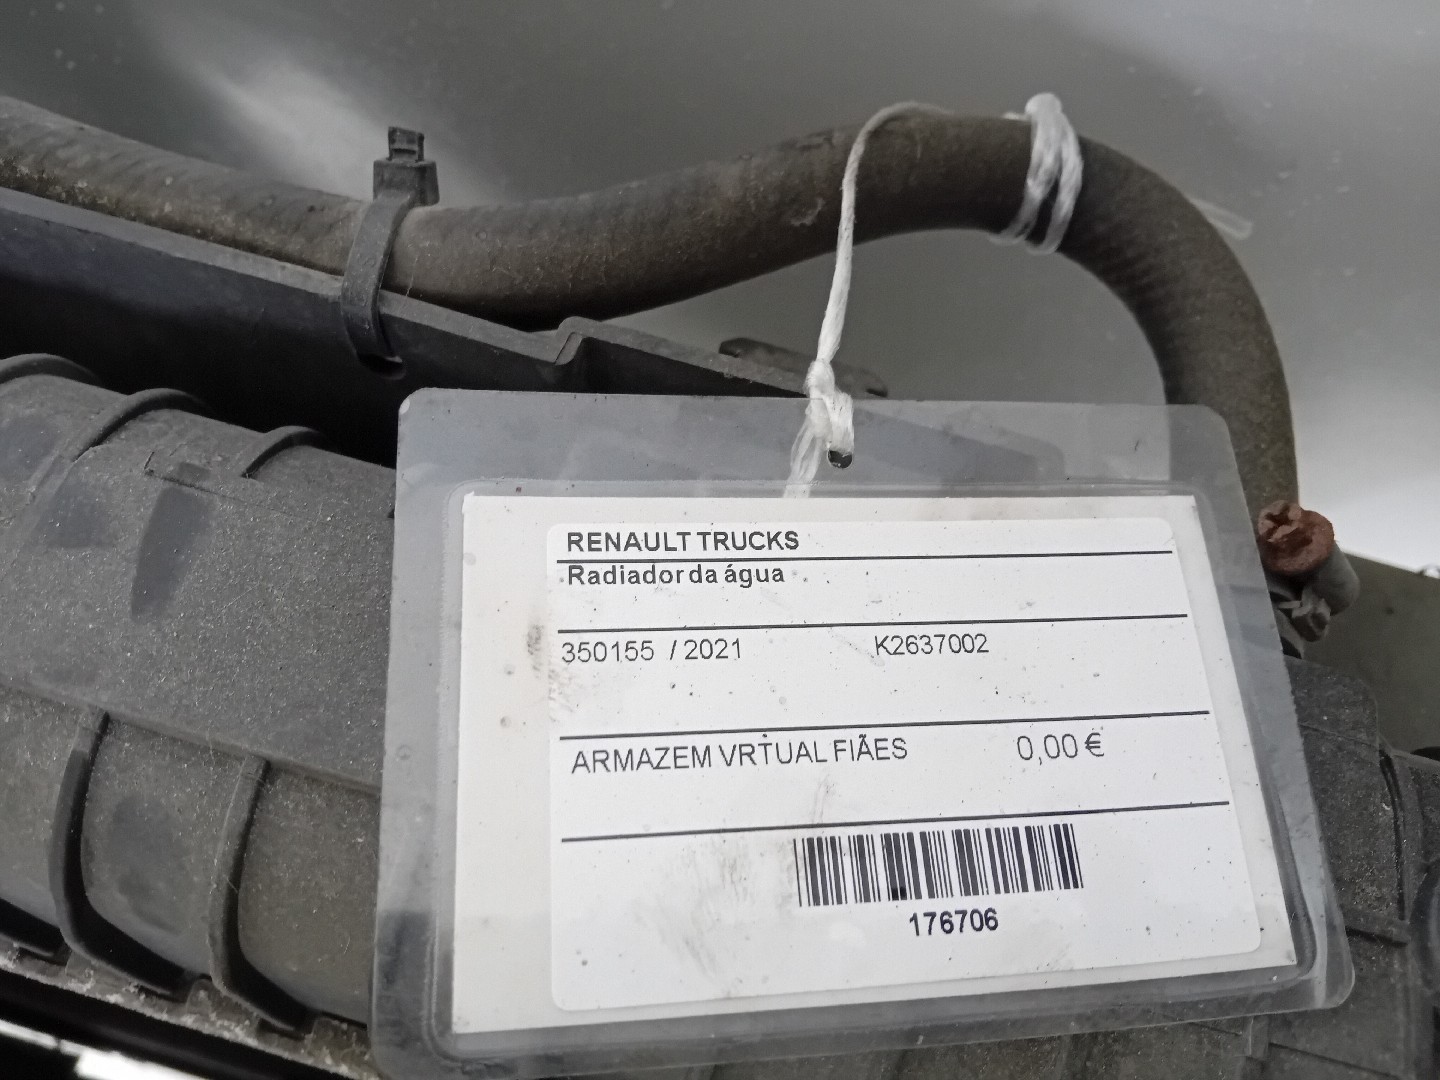 RENAULT TRUCKS
Radiador da água
350155 / 2021 K2637002
ARMAZEM VRTUAL FIÃES 0,00 €
176706